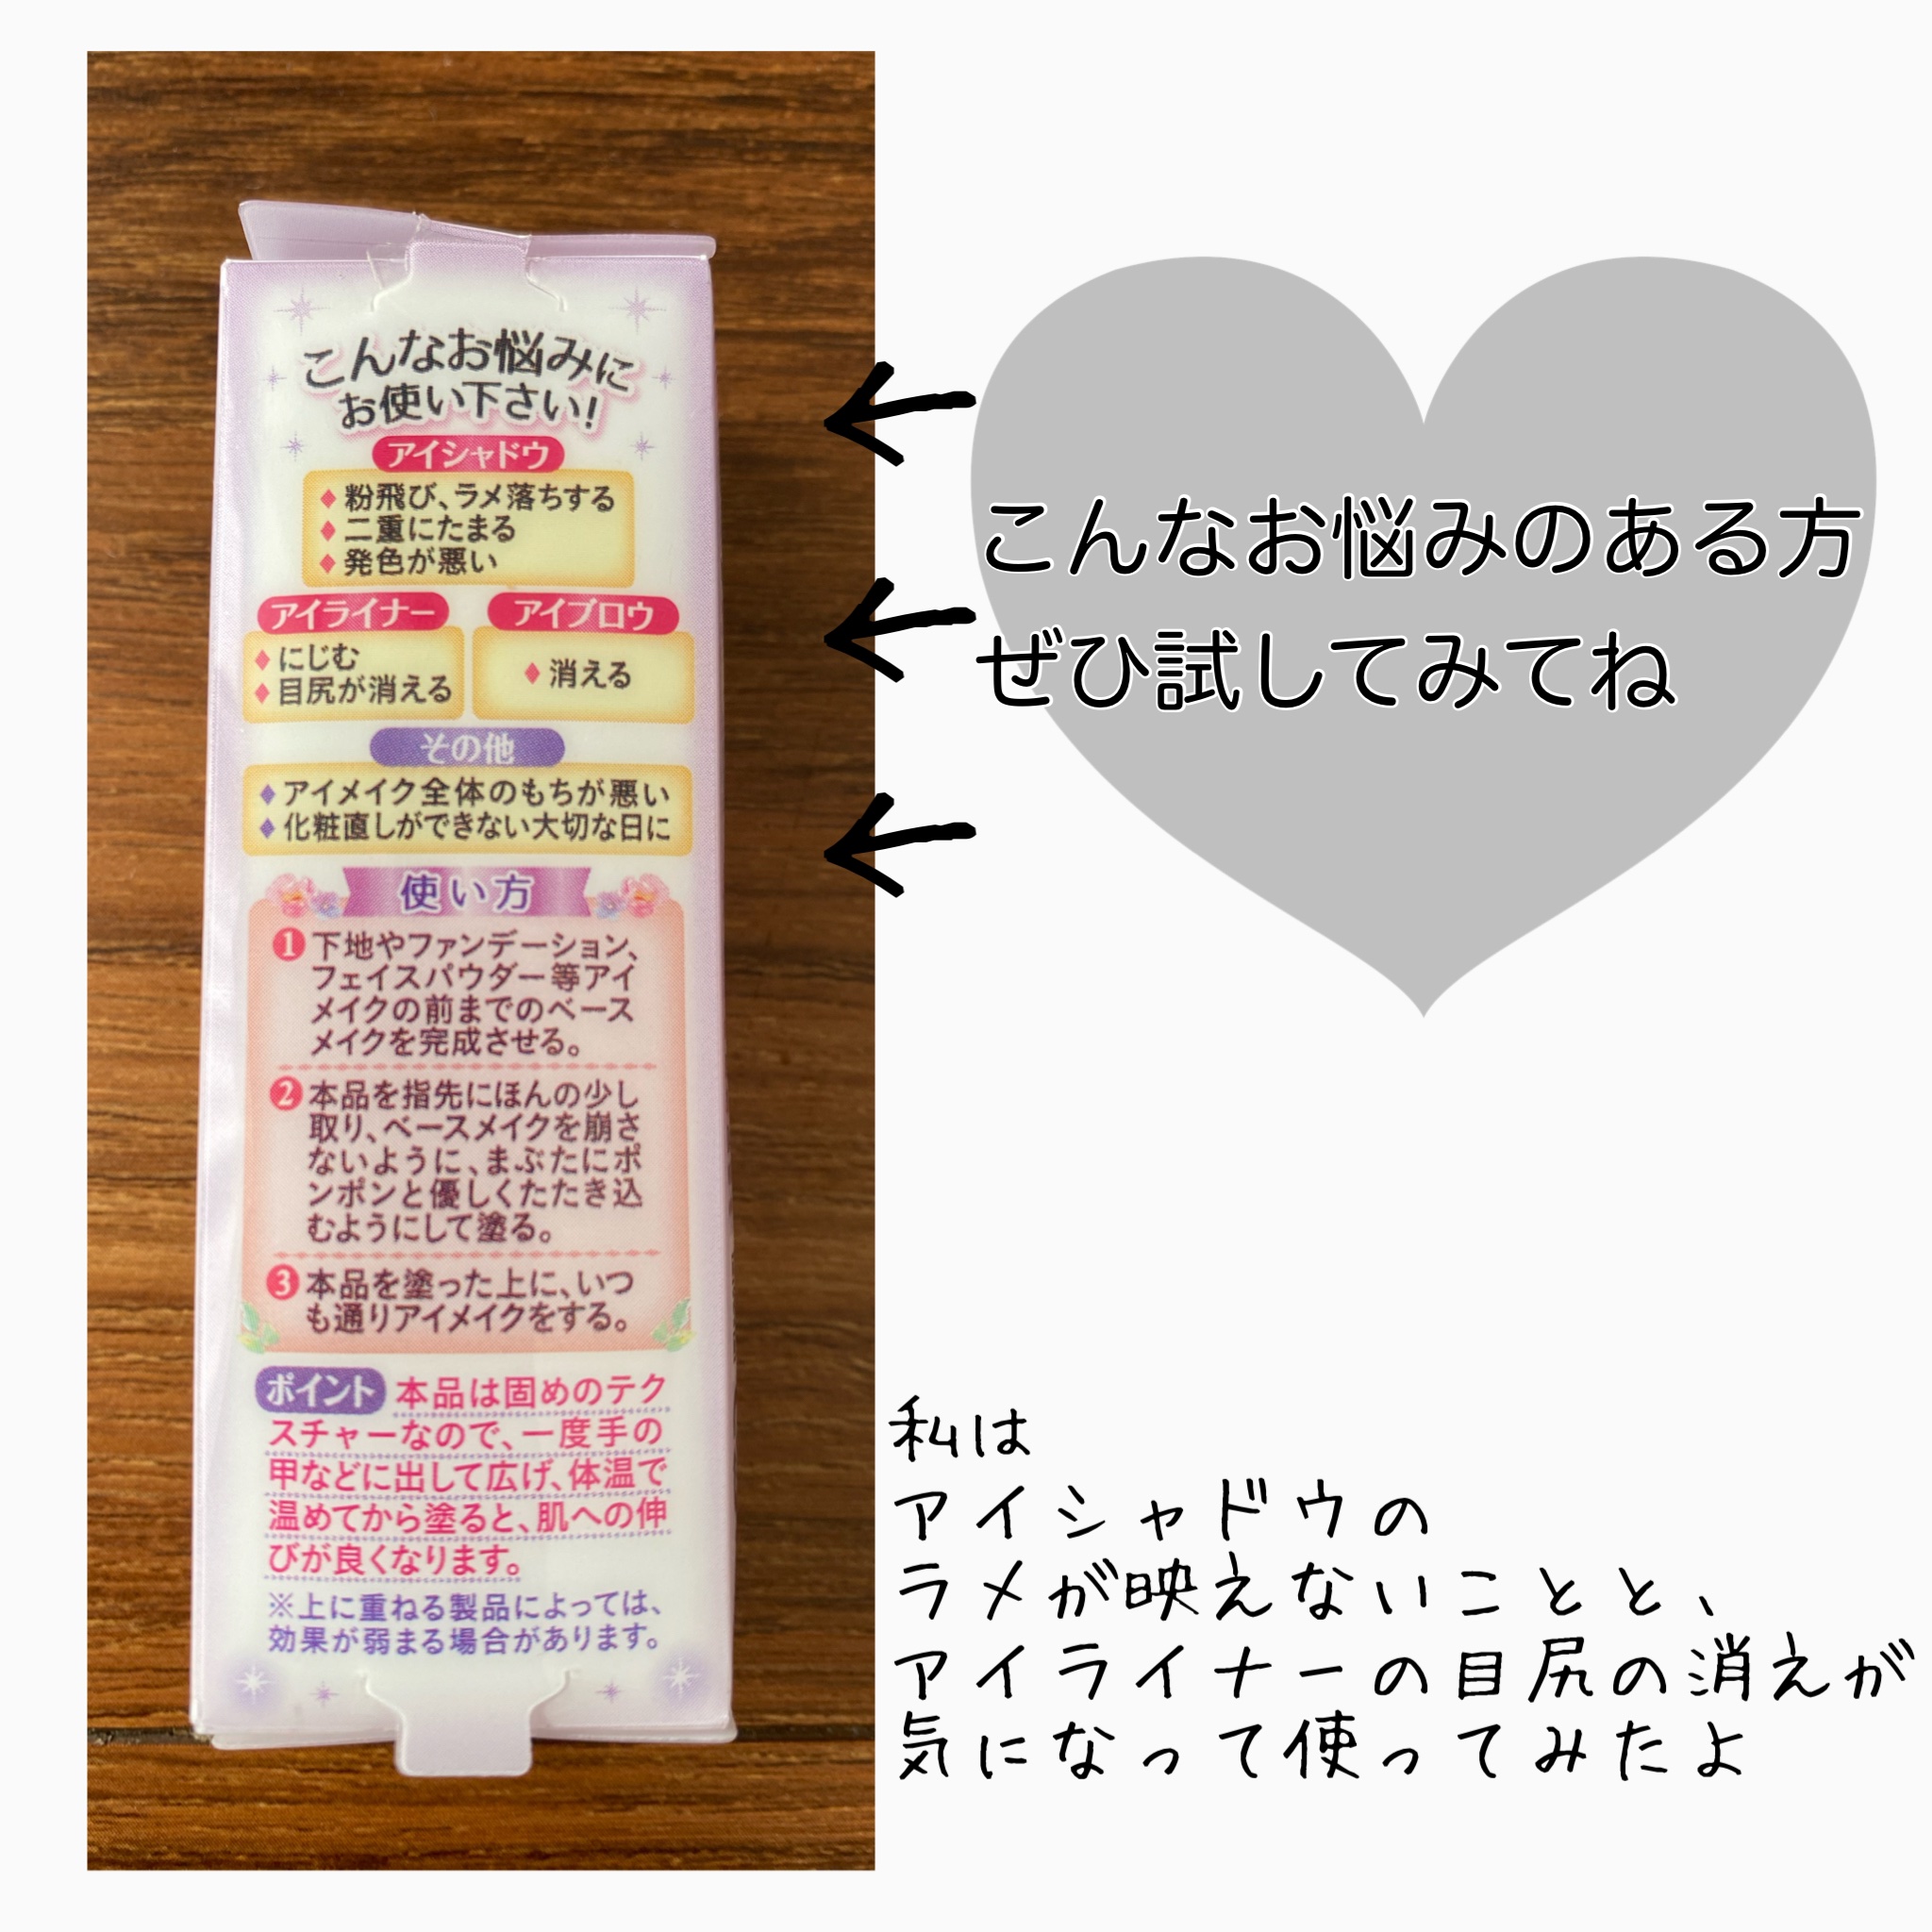 こんなお悩みに
お使い下さい!
アイシャドウ
♦粉飛び、ラメ落ちする
♦二重にたまる
♦発色が悪い
アイライナー
♦にじむ
♦目尻が消える
アイブロウ
♦消える
その他
♦アイメイク全体のもちが悪い
♦化粧直しができない大切な日に
使い方
❶下地やファンデーション、
フェイスパウダー等アイ
メイクの前までのベース
メイクを完成させる。
❷本品を指先にほんの少し
取り、ベースメイクを崩さ
ないように、まぶたにポ
ンポンと優しくたたき込
むようにして塗る。
❸本品を塗った上に、いつ
も通りアイメイクをする。
ポイント 本品は固めのテク
スチャーなので、一度手の
甲などに出して広げ、体温で
温めてから塗ると、肌への伸
びが良くなります。
※上に重ねる製品によっては、
効果が弱まる場合があります。
こんなお悩みのある方
ぜひ試してみてね
私は
アイシャドウの
ラメが映えないことと、
アイライナーの目尻の消えが
気になって使ってみたよ